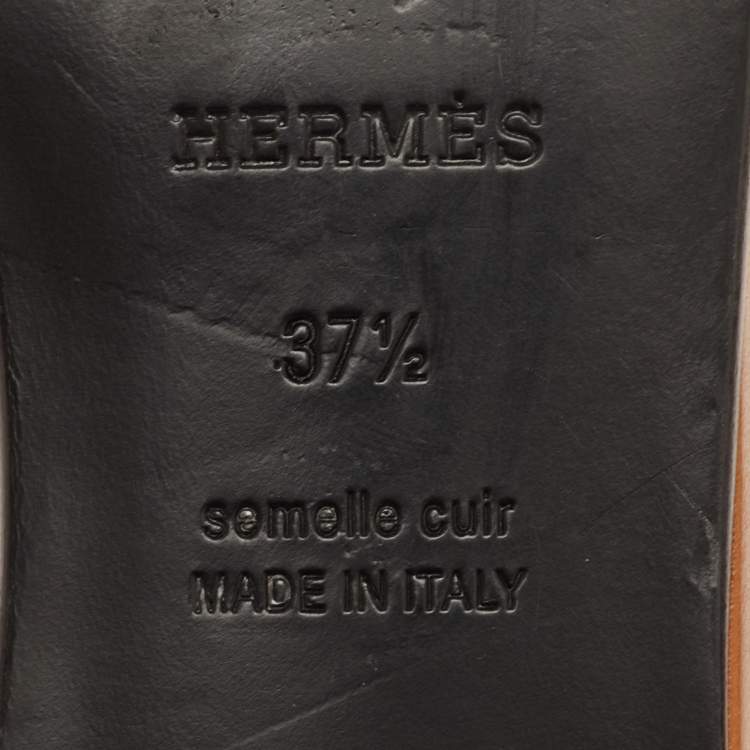 HERMÈS
37½
semelle cuir
MADE IN ITALY